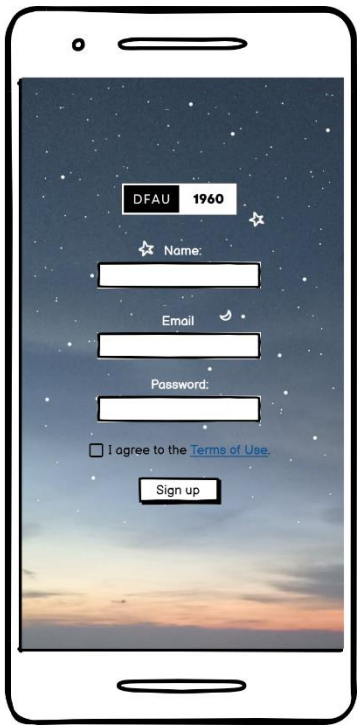 DFAU 1960
Name:
Email
Password:
I agree to the Terms of Use.
Sign up